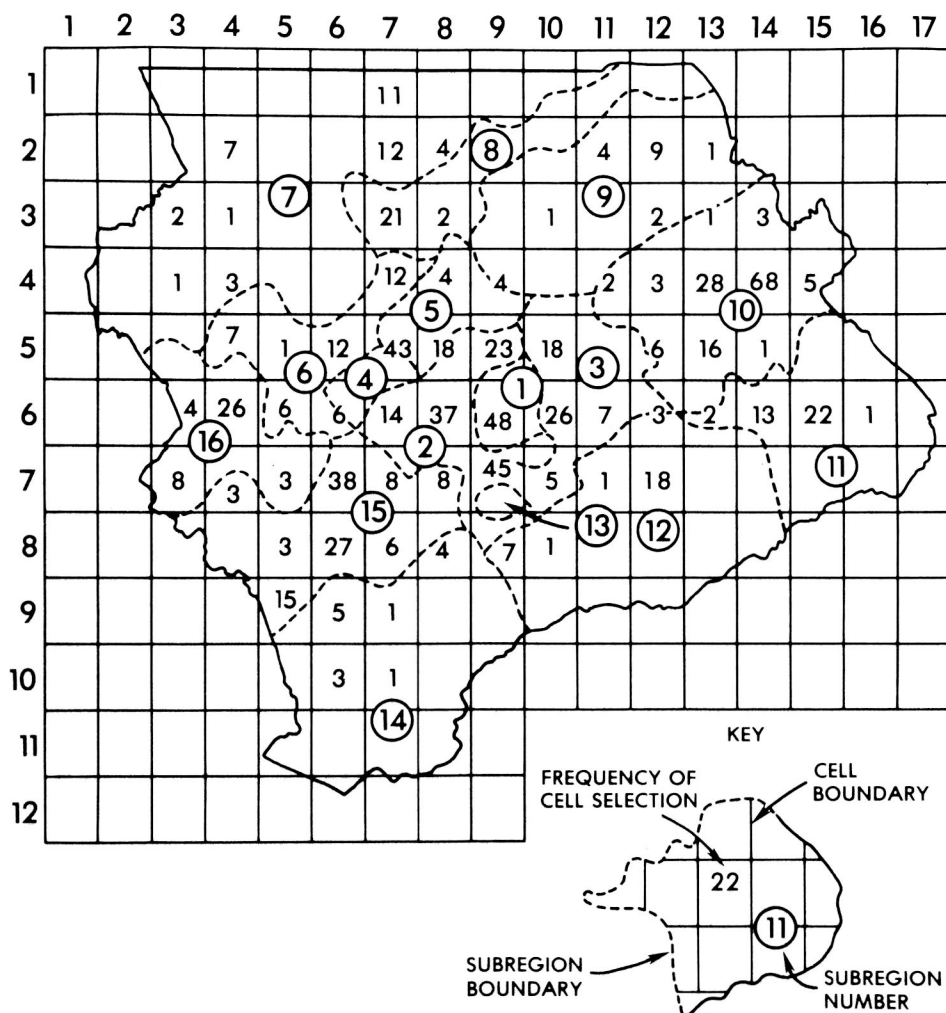 1 2 3 4 5 6 7 8 9 10 11 12 13 14 15 16 17
1 11
2 7 12 4 8 4 9 1
7 9
3 2 1 21 2 1 2 1 3
4 1 3 12 4 4 2 3 28 68 5
5 10
5 7 1 12 43 18 23 10 6 16 1
6 4 1 3
6 4 26 6 6 14 37 48 26 7 3 2 13 22 1
16 2 11
7 8 3 3 38 8 8 45 5 1 18
15 13 12
8 3 27 6 4 7 1
9 15 5 1
10 3 1
14
11
12
KEY
FREQUENCY OF
CELL SELECTION
CELL
BOUNDARY
22
11
SUBREGION
BOUNDARY
SUBREGION
NUMBER